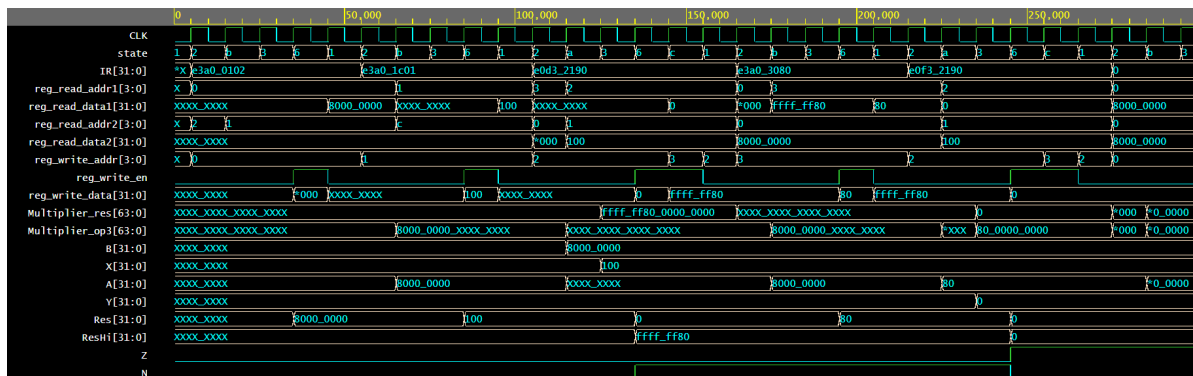 0 50,000 100,000 150,000 200,000 250,000
CLK
state 1 2 b 3 6 1 2 b 3 6 1 2 a 3 6 c 1 2 b 3 6 1 2 a 3 6 c 1 2 b 3
IR[31:0] *X e3a0_0102 e3a0_1c01 e0d3_2190 e3a0_3080 e0f3_2190 0
reg_read_addr1[3:0] X 0 1 3 2 0 3 2 0
reg_read_data1[31:0] XXXX_XXXX 8000_0000 XXXX_XXXX 100 XXXX_XXXX 0 *000 ffff_ff80 80 0 8000_0000
reg_read_addr2[3:0] X 2 1 c 0 1 0 1 0
reg_read_data2[31:0] XXXX_XXXX *000 100 8000_0000 100 8000_0000
reg_write_addr[3:0] X 0 1 2 3 2 3 2 3 2 0
reg_write_en
reg_write_data[31:0] XXXX_XXXX *000 XXXX_XXXX 100 XXXX_XXXX 0 ffff_ff80 80 ffff_ff80 0
Multiplier_res[63:0] XXXX_XXXX_XXXX_XXXX ffff_ff80_0000_0000 XXXX_XXXX_XXXX_XXXX 0 *000 *0_0000
Multiplier_op3[63:0] XXXX_XXXX_XXXX_XXXX 8000_0000_XXXX_XXXX XXXX_XXXX_XXXX_XXXX 8000_0000_XXXX_XXXX *XXX 80_0000_0000 *000 *0_0000
B[31:0] XXXX_XXXX 8000_0000
X[31:0] XXXX_XXXX 100
A[31:0] XXXX_XXXX 8000_0000 XXXX_XXXX 8000_0000 80 *0_0000
Y[31:0] XXXX_XXXX 0
Res[31:0] XXXX_XXXX 8000_0000 100 0 80 0
ResHi[31:0] XXXX_XXXX ffff_ff80 0
Z
N